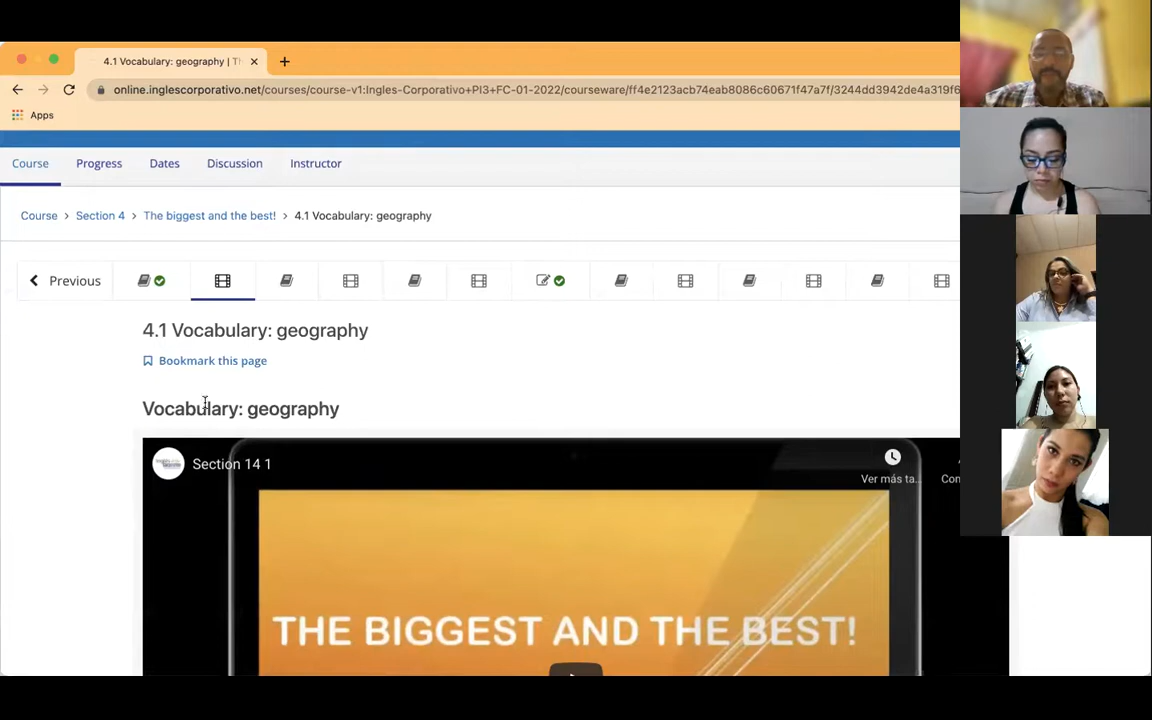 4.1 Vocabulary: geography | Th
online.inglescorporativo.net/courses/course-v1:Ingles-Corporativo+PI3+FC-01-2022/courseware/ff4e2123acb74eab8086c60671f47a7f/3244dd3942de4a319f6
Apps
Course Progress Dates Discussion Instructor
Course > Section 4 > The biggest and the best! > 4.1 Vocabulary: geography
Previous
4.1 Vocabulary: geography
Bookmark this page
Vocabulary: geography
Section 14 1
Ver más ta... Con
THE BIGGEST AND THE BEST!